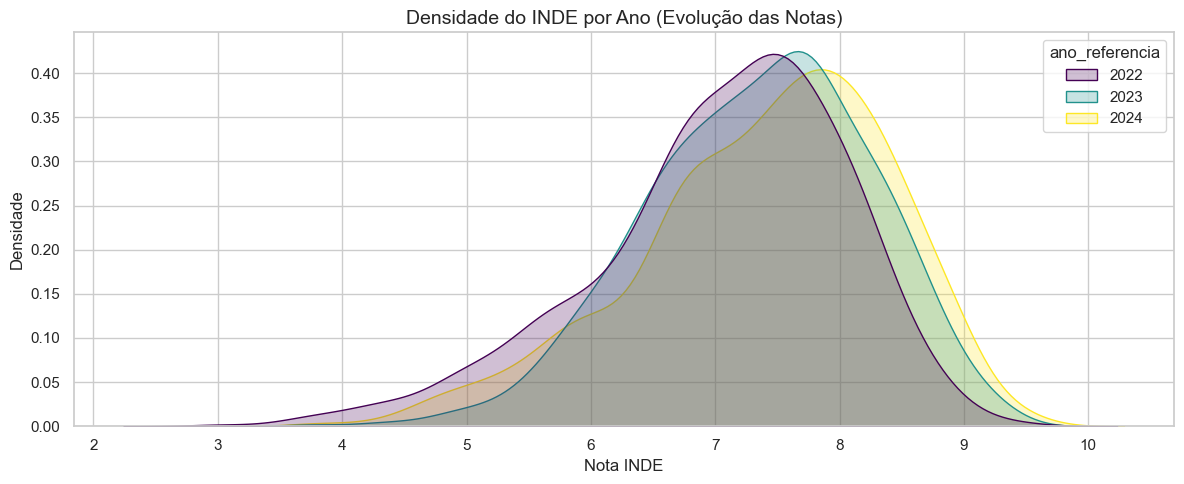 Densidade do INDE por Ano (Evolução das Notas)
ano_referencia
2022
2023
2024
Densidade
0.40
0.35
0.30
0.25
0.20
0.15
0.10
0.05
0.00
2 3 4 5 6 7 8 9 10
Nota INDE